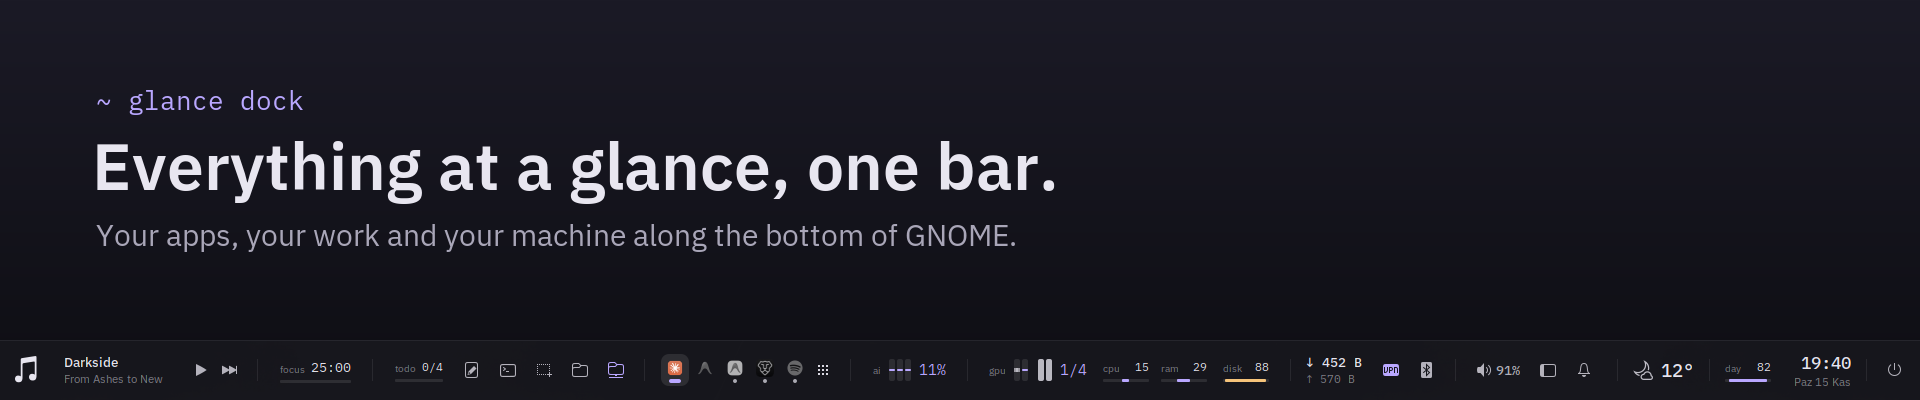 ~ glance dock
Everything at a glance, one bar.
Your apps, your work and your machine along the bottom of GNOME.
Darkside
From Ashes to New
focus 25:00
todo 0/4
ai 11%
gpu 1/4
cpu 15
ram 29
disk 88
↓ 452 B
↑ 570 B
VPN
91%
12°
day 82
19:40
Paz 15 Kas